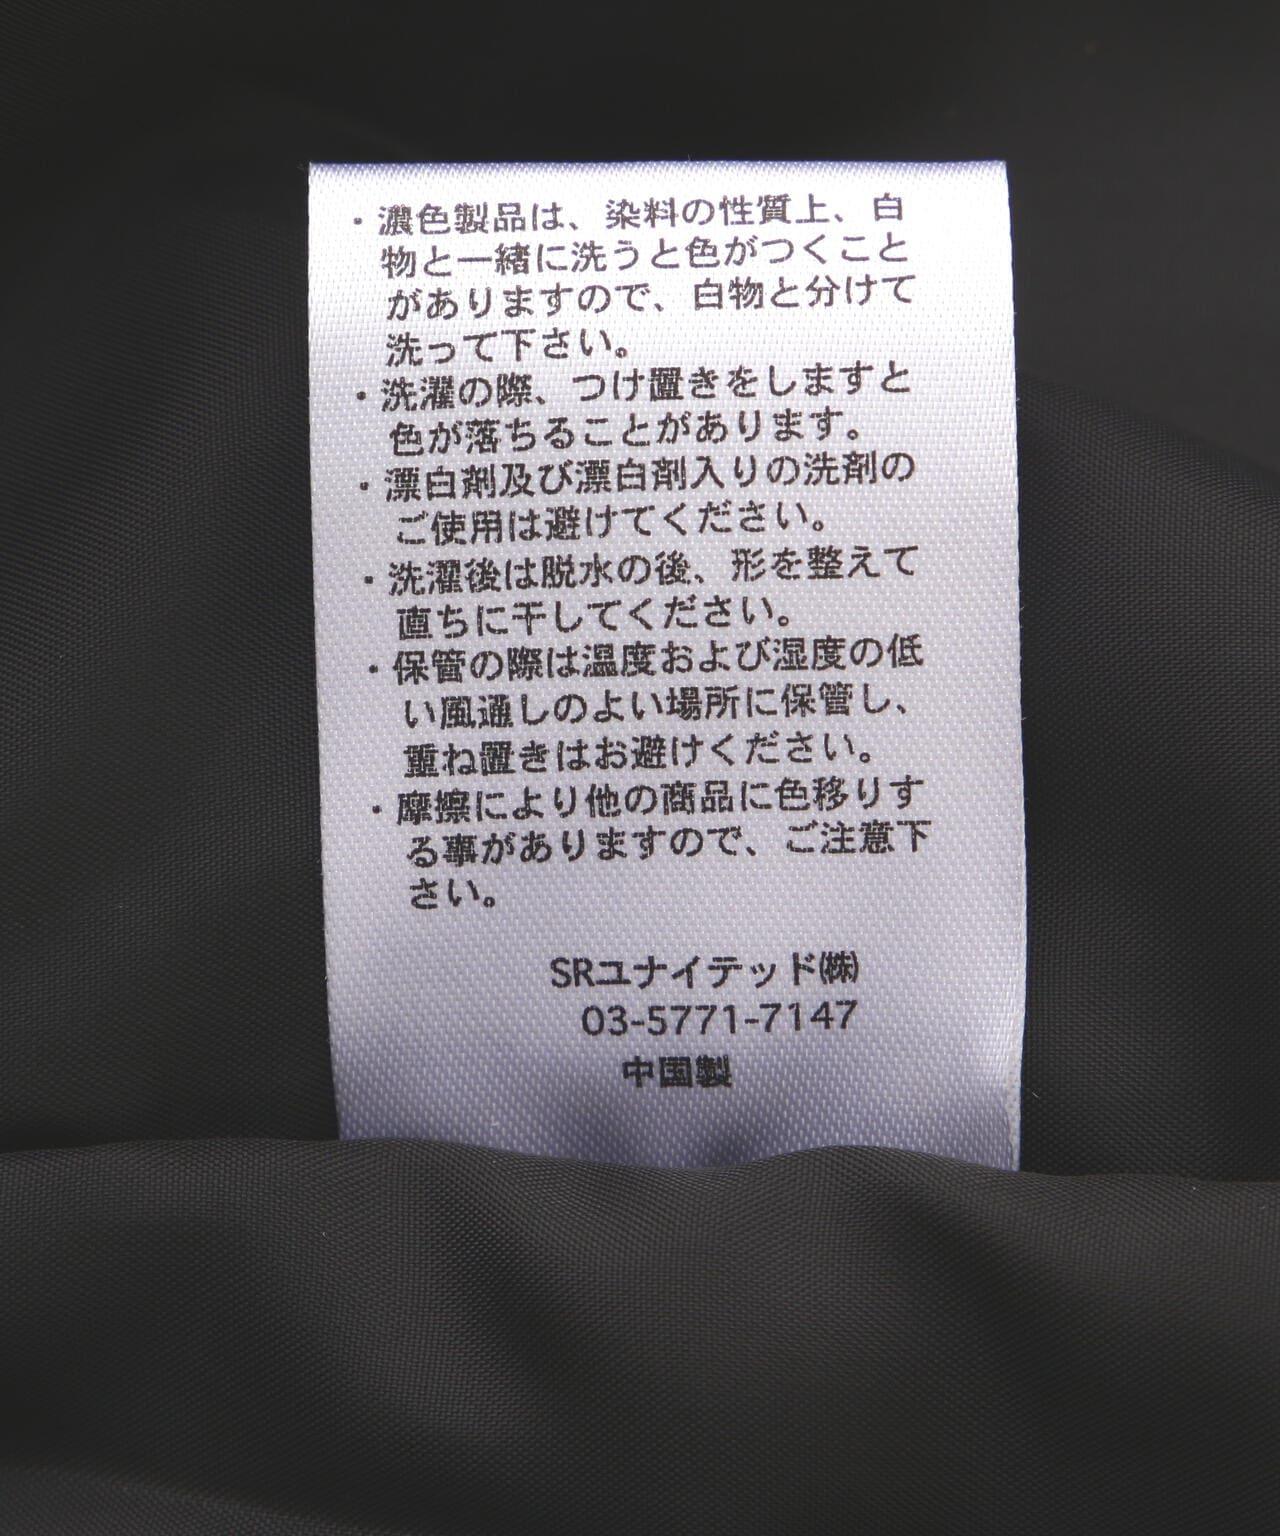 ・濃色製品は、染料の性質上、白
物と一緒に洗うと色がつくこと
がありますので、白物と分けて
洗って下さい。
・洗濯の際、つけ置きをしますと
色が落ちることがあります。
・漂白剤及び漂白剤入りの洗剤の
ご使用は避けてください。
・洗濯後は脱水の後、形を整えて
直ちに干してください。
・保管の際は温度および湿度の低
い風通しのよい場所に保管し、
重ね置きはお避けください。
・摩擦により他の商品に色移りす
る事がありますので、ご注意下
さい。
SRユナイテッド㈱
03-5771-7147
中国製